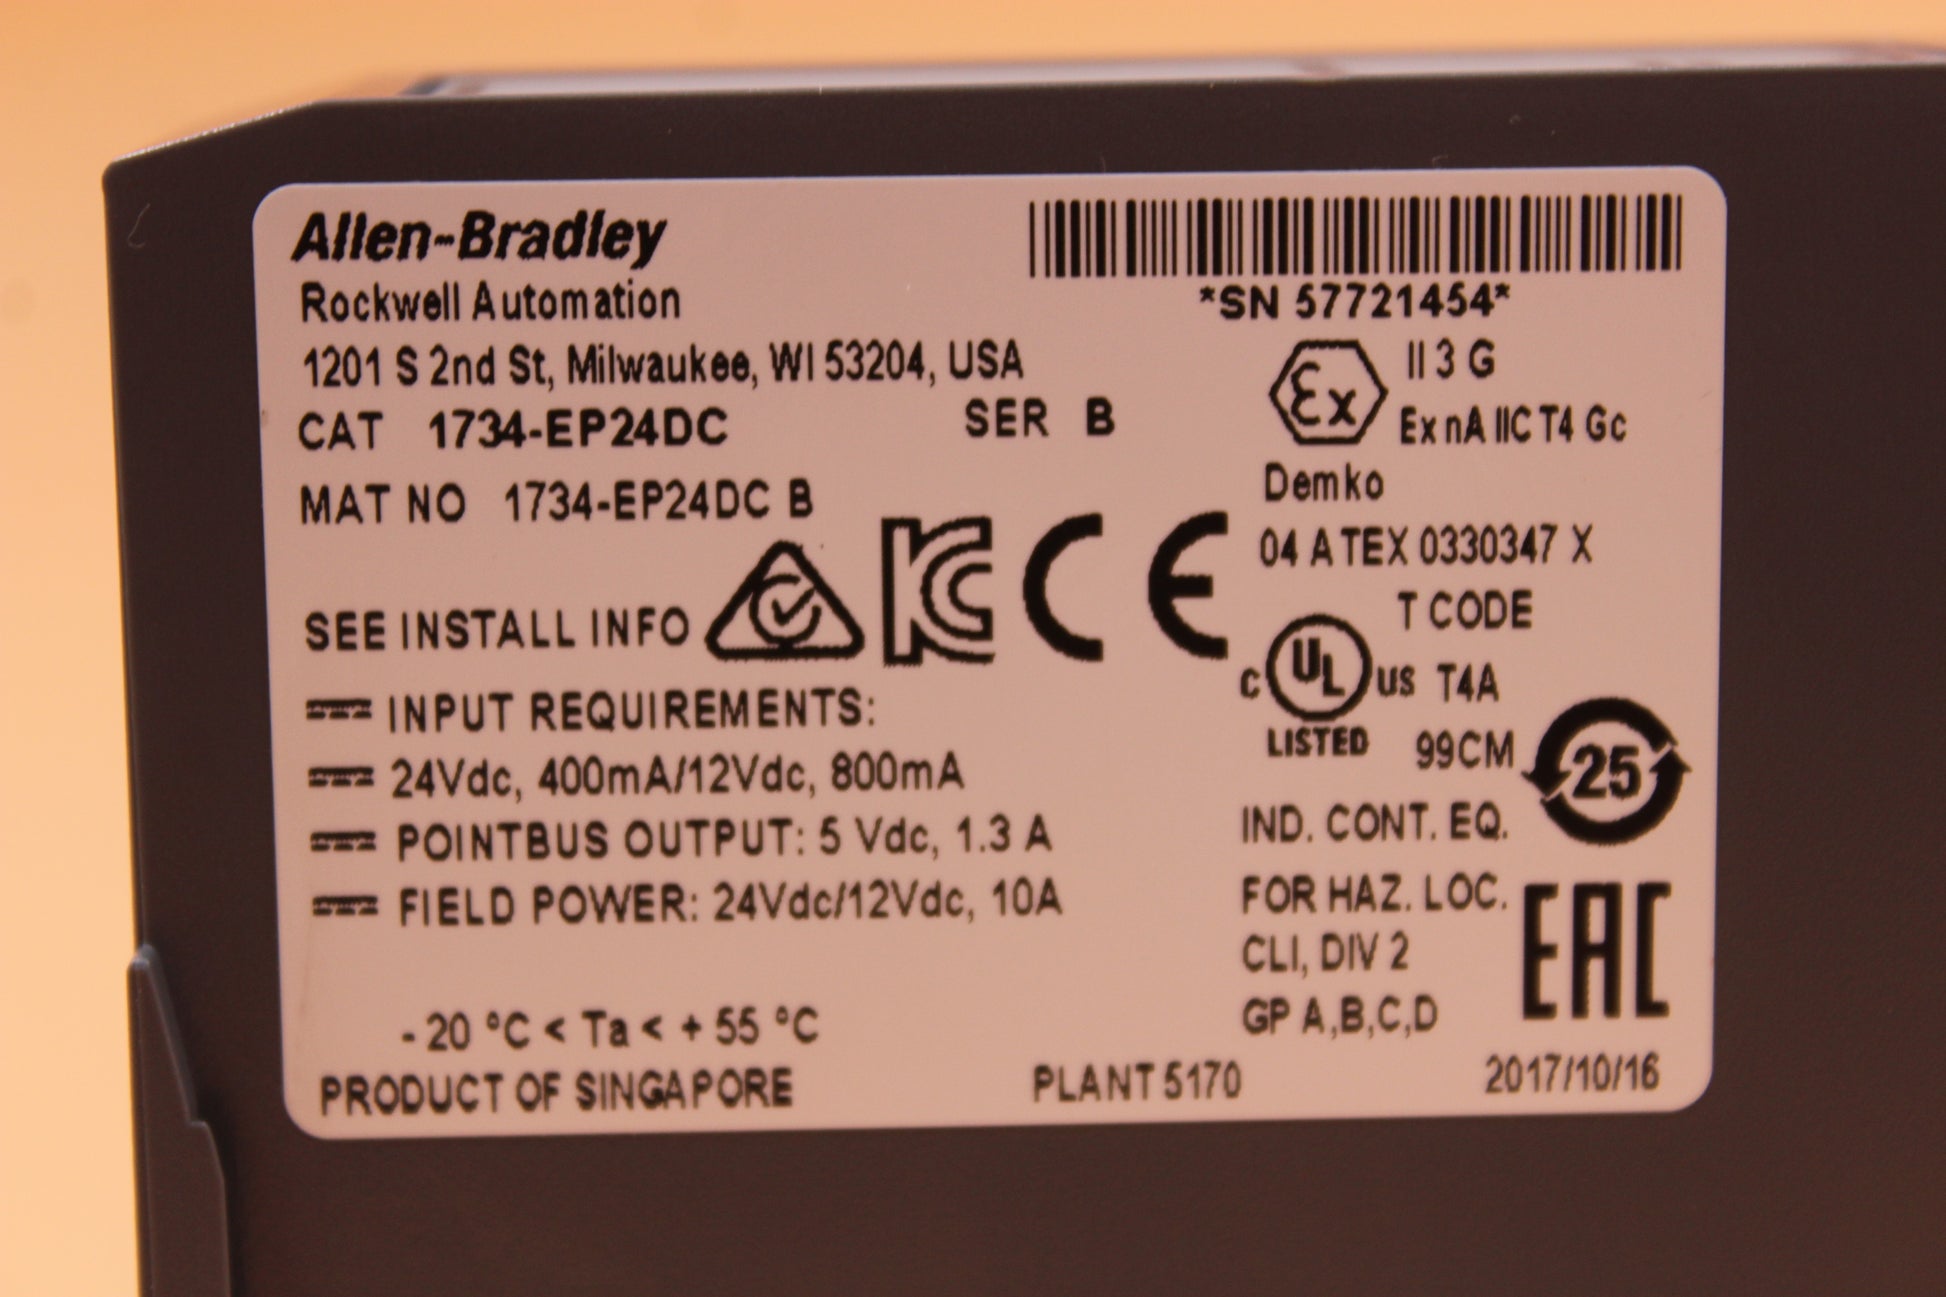 Allen-Bradley
Rockwell Automation
1201 S 2nd St, Milwaukee, WI 53204, USA
CAT 1734-EP24DC SER B
MAT NO 1734-EP24DC B
SEE INSTALL INFO
KC CE
INPUT REQUIREMENTS:
24Vdc, 400mA/12Vdc, 800mA
POINTBUS OUTPUT: 5 Vdc, 1.3 A
FIELD POWER: 24Vdc/12Vdc, 10A
- 20 °C < Ta < + 55 °C
PRODUCT OF SINGAPORE
PLANT 5170
*SN 57721454*
Ex II 3 G
Ex nA IIC T4 Gc
Demko
04 ATEX 0330347 X
T CODE
C UL US T4A
LISTED 99CM
25
IND. CONT. EQ.
FOR HAZ. LOC.
CLI, DIV 2
GP A,B,C,D
EAC
2017/10/16